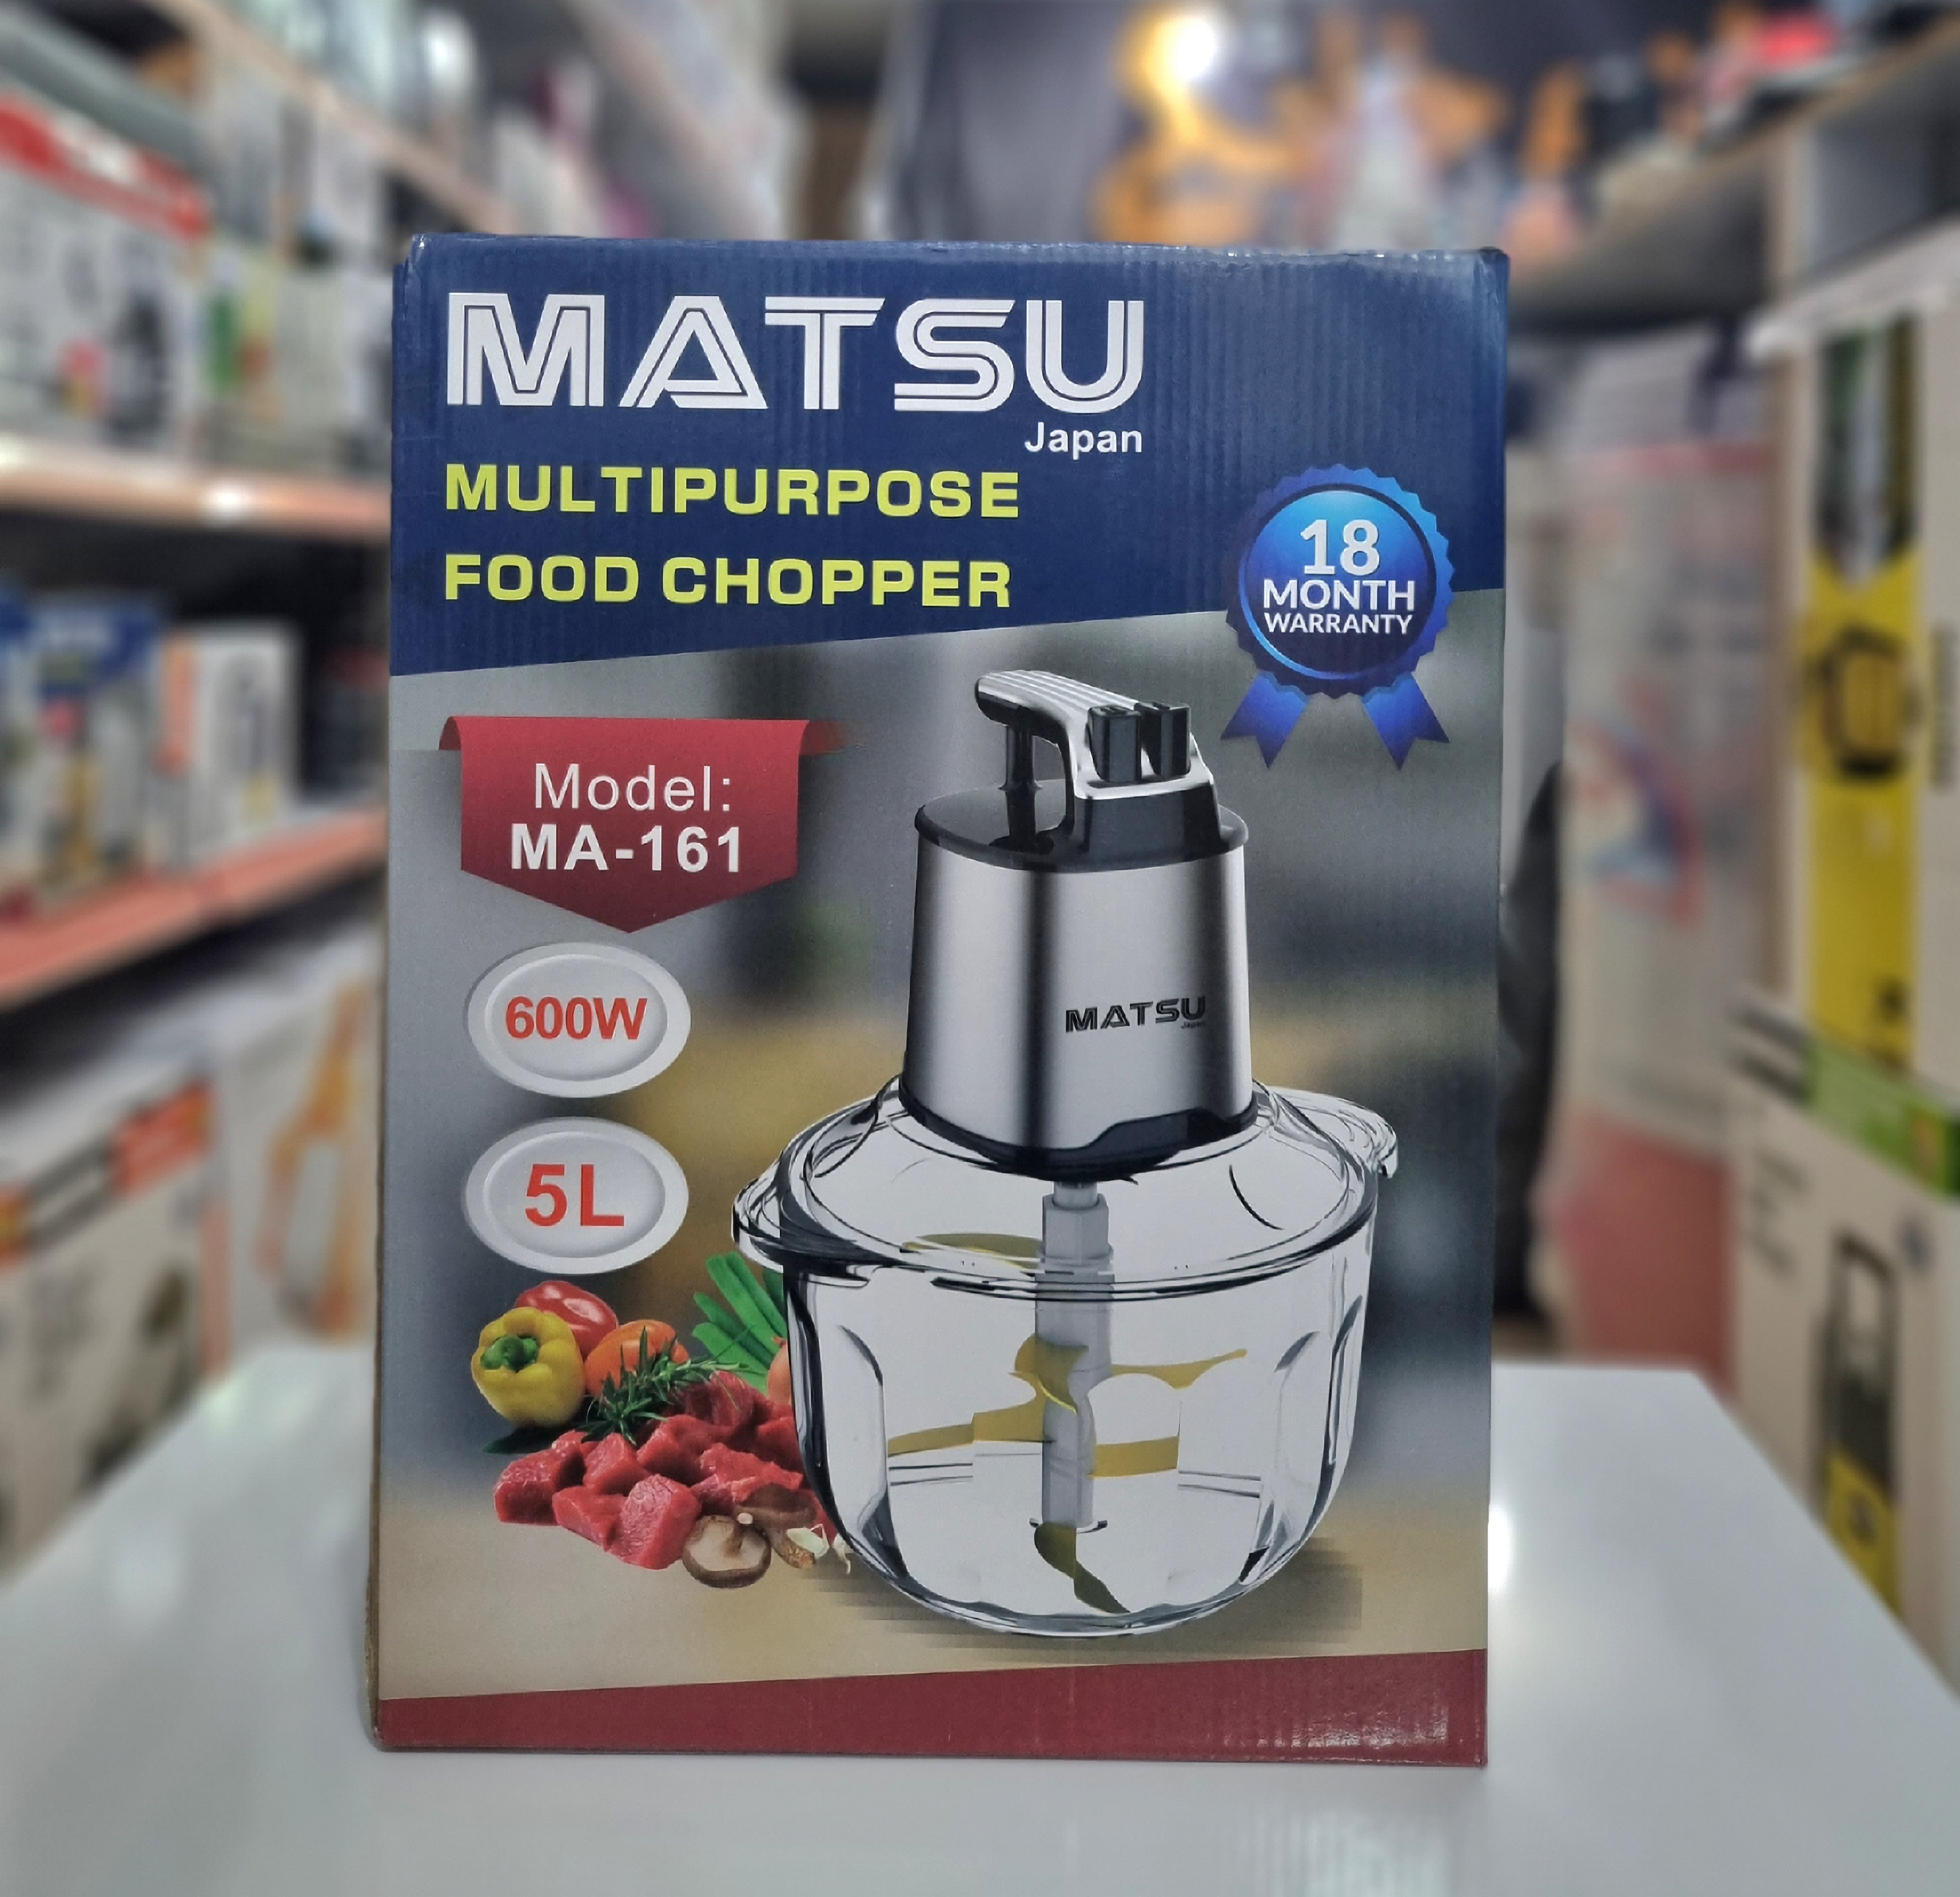 MATSU
Japan
MULTIPURPOSE
FOOD CHOPPER
18
MONTH
WARRANTY
Model:
MA-161
600W
5L
MATSU
Japan